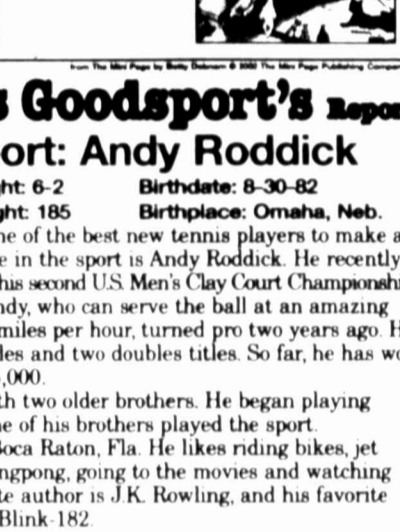 from The Mini Page by Betty Debnam © 2002 The Mini Page Publishing Compan
s Goodsport's Repor
ort: Andy Roddick
ght: 6-2 Birthdate: 8-30-82
ght: 185 Birthplace: Omaha, Neb.
ne of the best new tennis players to make a
e in the sport is Andy Roddick. He recently
his second U.S. Men's Clay Court Championshi
ndy, who can serve the ball at an amazing
miles per hour, turned pro two years ago. H
les and two doubles titles. So far, he has wo
,000.
th two older brothers. He began playing
e of his brothers played the sport.
Boca Raton, Fla. He likes riding bikes, jet
ngpong, going to the movies and watching
te author is J.K. Rowling, and his favorite
Blink-182.